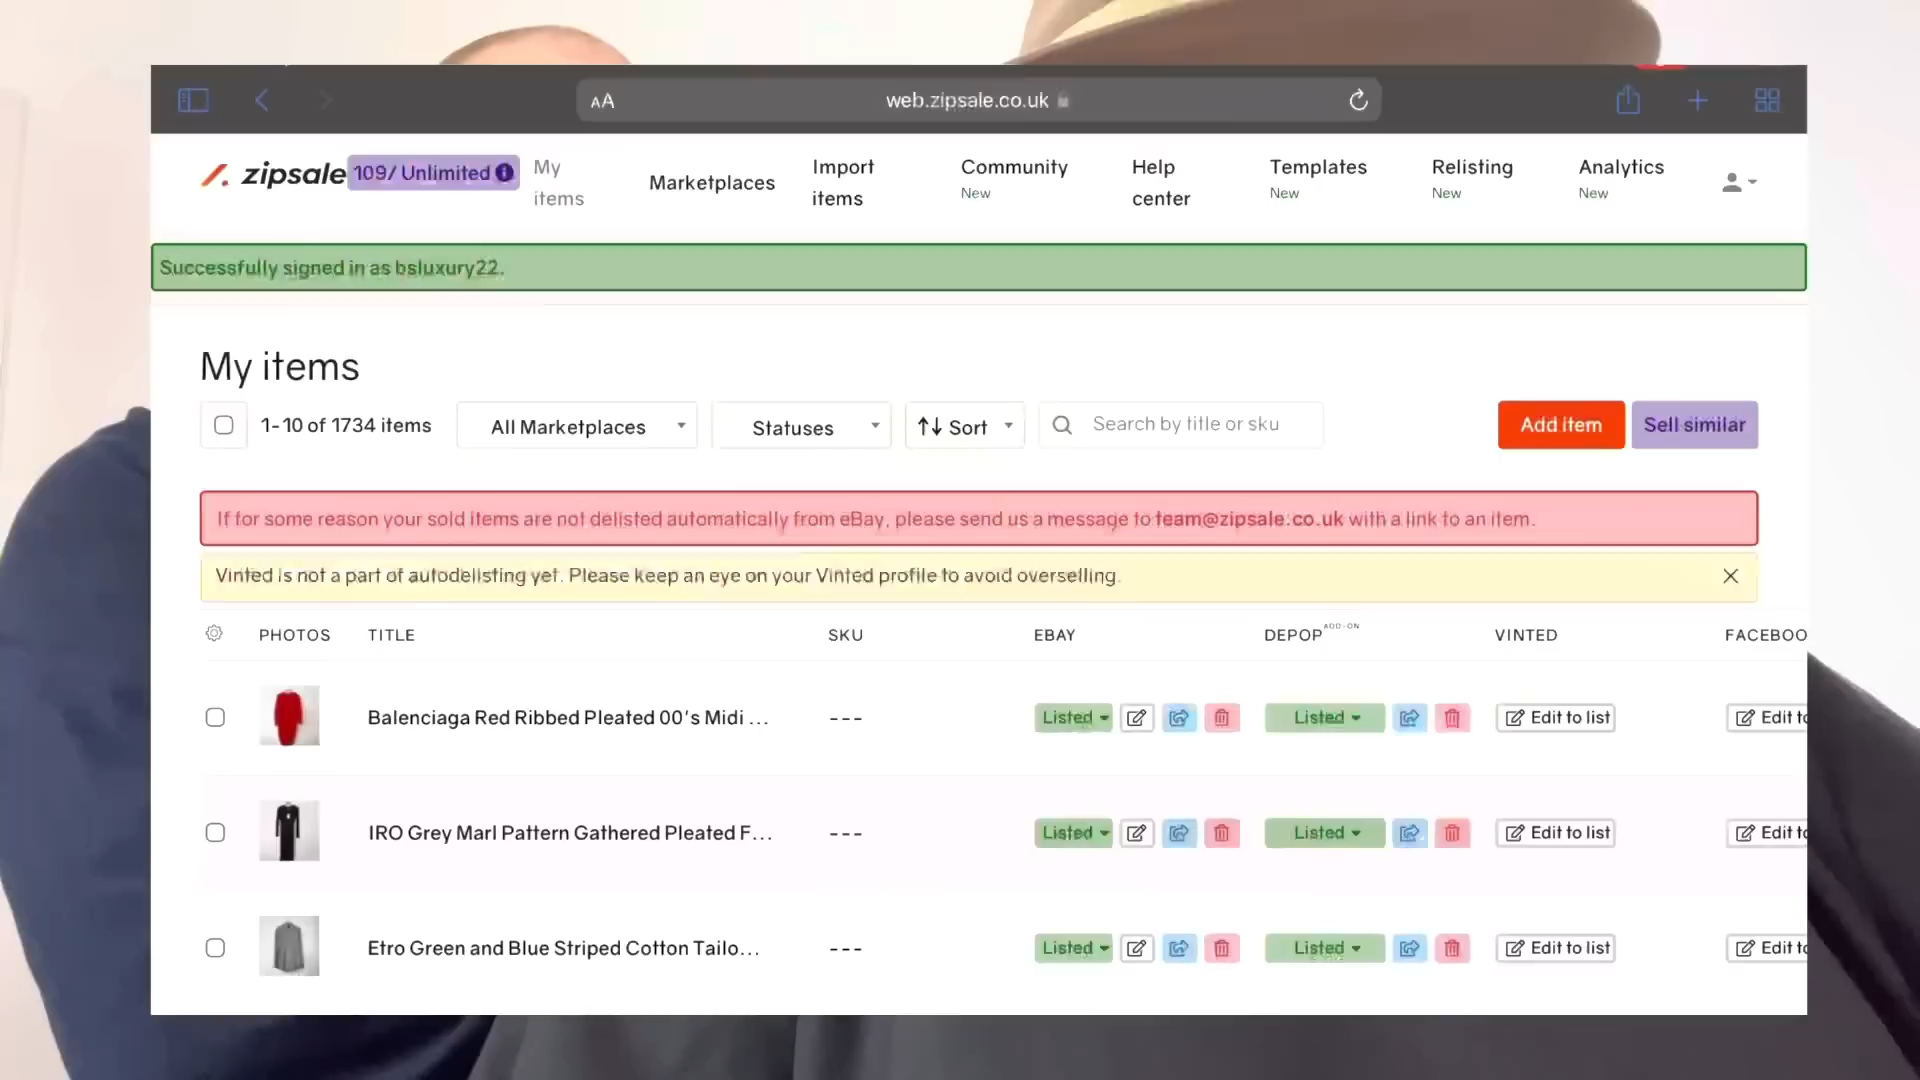 AA web.zipsale.co.uk
zipsale 109/ Unlimited My items Marketplaces Import items Community New Help center Templates New Relisting New Analytics New
Successfully signed in as bsluxury22.
My items
1-10 of 1734 items All Marketplaces Statuses Sort Search by title or sku Add item Sell similar
If for some reason your sold items are not delisted automatically from eBay, please send us a message to team@zipsale.co.uk with a link to an item.
Vinted is not a part of autodelisting yet. Please keep an eye on your Vinted profile to avoid overselling.
PHOTOS TITLE SKU EBAY DEPOP ADD-ON VINTED FACEBOO
Balenciaga Red Ribbed Pleated 00's Midi ... --- Listed Listed Edit to list Edit to
IRO Grey Marl Pattern Gathered Pleated F... --- Listed Listed Edit to list Edit to
Etro Green and Blue Striped Cotton Tailo... --- Listed Listed Edit to list Edit to